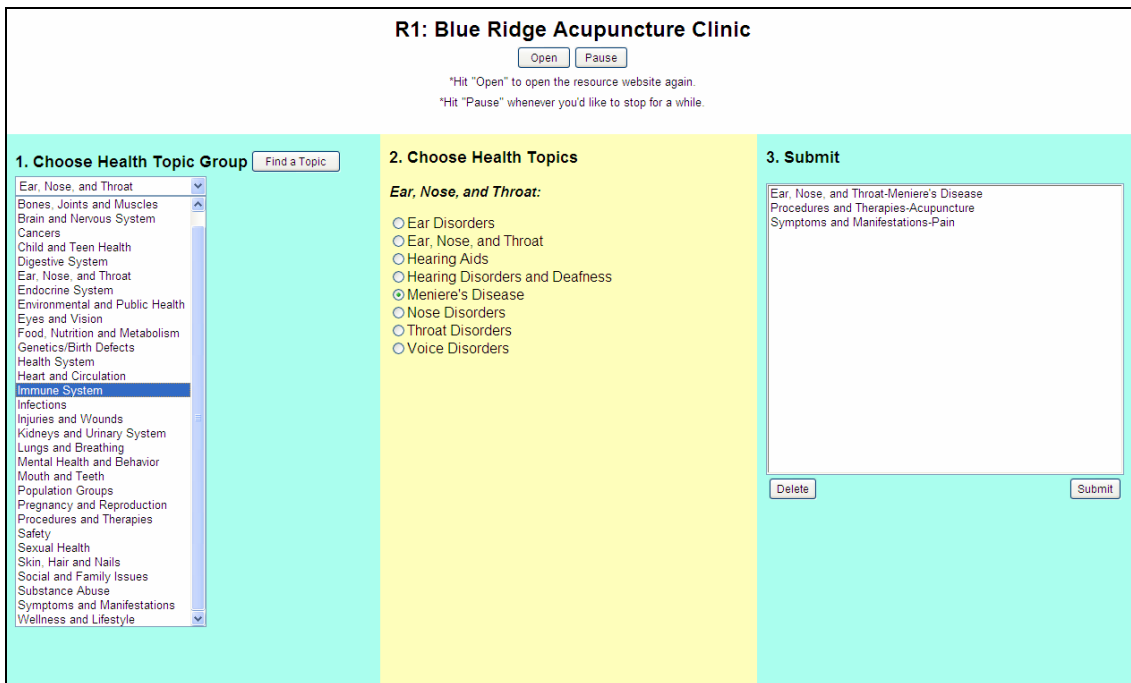 R1: Blue Ridge Acupuncture Clinic
Open Pause
*Hit "Open" to open the resource website again.
*Hit "Pause" whenever you'd like to stop for a while.
1. Choose Health Topic Group Find a Topic
Ear, Nose, and Throat
Bones, Joints and Muscles
Brain and Nervous System
Cancers
Child and Teen Health
Digestive System
Ear, Nose, and Throat
Endocrine System
Environmental and Public Health
Eyes and Vision
Food, Nutrition and Metabolism
Genetics/Birth Defects
Health System
Heart and Circulation
Immune System
Infections
Injuries and Wounds
Kidneys and Urinary System
Lungs and Breathing
Mental Health and Behavior
Mouth and Teeth
Population Groups
Pregnancy and Reproduction
Procedures and Therapies
Safety
Sexual Health
Skin, Hair and Nails
Social and Family Issues
Substance Abuse
Symptoms and Manifestations
Wellness and Lifestyle
2. Choose Health Topics
Ear, Nose, and Throat:
Ear Disorders
Ear, Nose, and Throat
Hearing Aids
Hearing Disorders and Deafness
Meniere's Disease
Nose Disorders
Throat Disorders
Voice Disorders
3. Submit
Ear, Nose, and Throat-Meniere's Disease
Procedures and Therapies-Acupuncture
Symptoms and Manifestations-Pain
Delete Submit